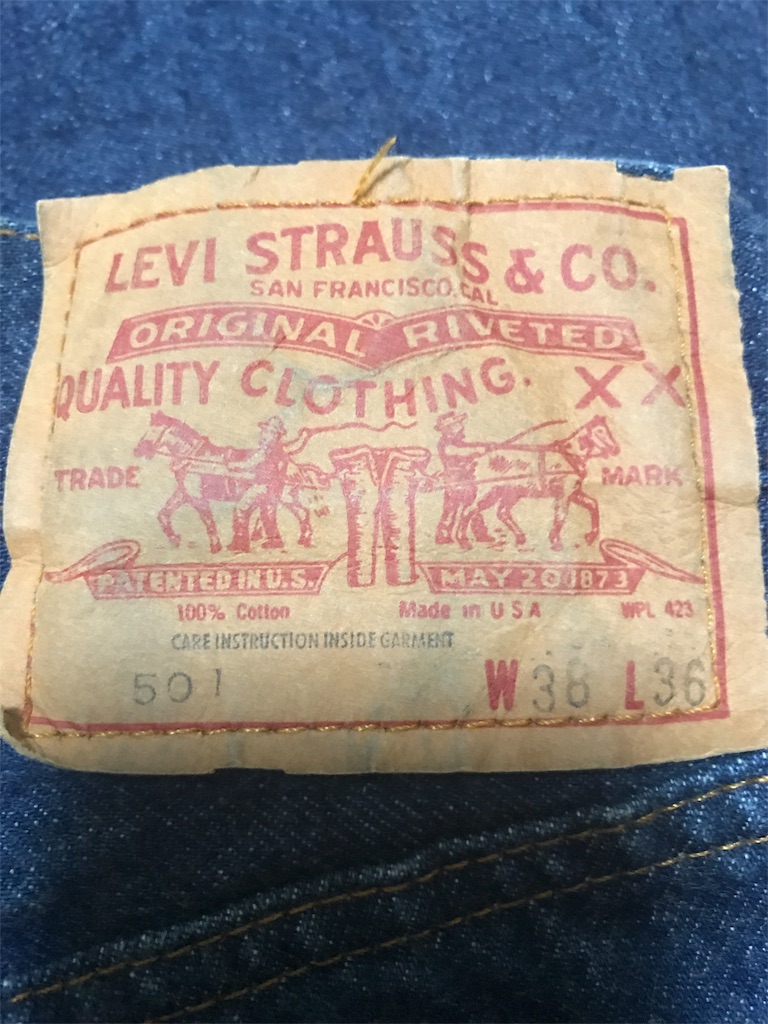 LEVI STRAUSS & CO.
SAN FRANCISCO, CAL.
ORIGINAL RIVETED
QUALITY CLOTHING. XX
TRADE MARK
PATENTED IN U.S. MAY 20 1873
100% Cotton Made in U S A WPL 423
CARE INSTRUCTION INSIDE GARMENT
501 W 38 L 36